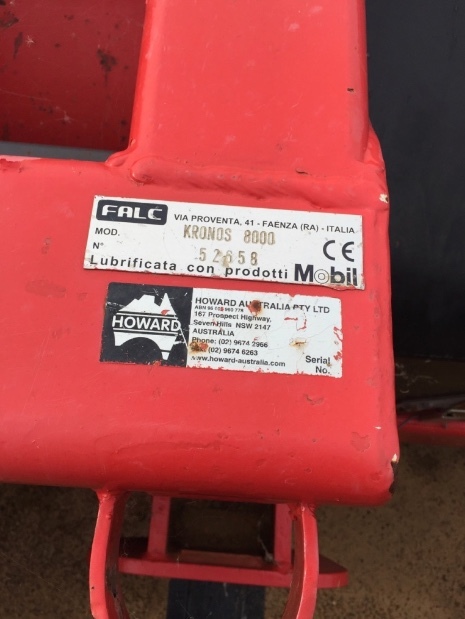 FALC VIA PROVENTA, 41 - FAENZA (RA) - ITALIA
MOD. KRONOS 8000
N° 52658 CE
Lubrificata con prodotti Mobil
HOWARD
HOWARD AUSTRALIA PTY LTD
ABN
167 Prospect Highway,
Seven Hills NSW 2147
AUSTRALIA
Phone: (02) 9674 2966
Fax: (02) 9674 6263
www.howard-australia.com
Serial
No.